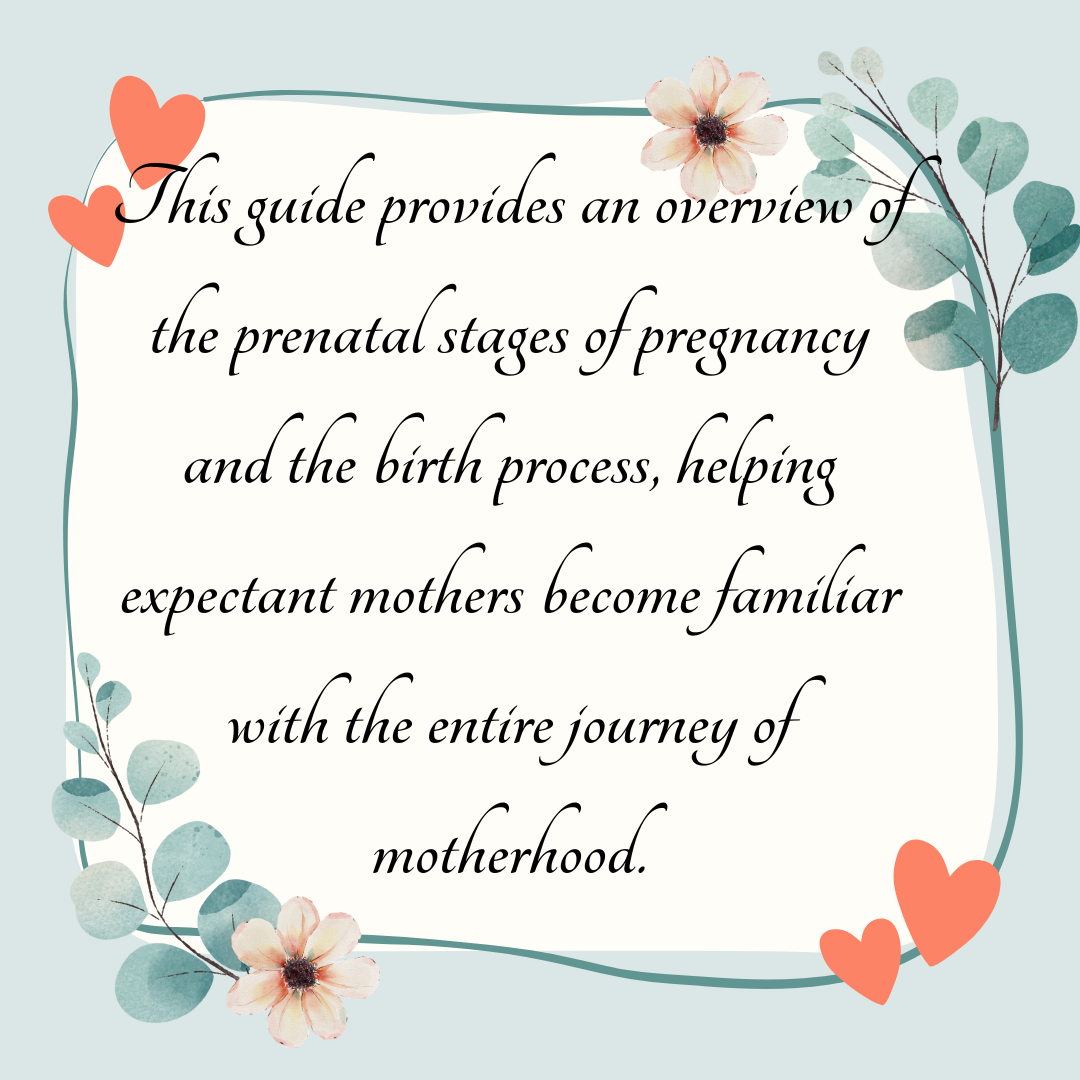 This guide provides an overview of
the prenatal stages of pregnancy
and the birth process, helping
expectant mothers become familiar
with the entire journey of
motherhood.